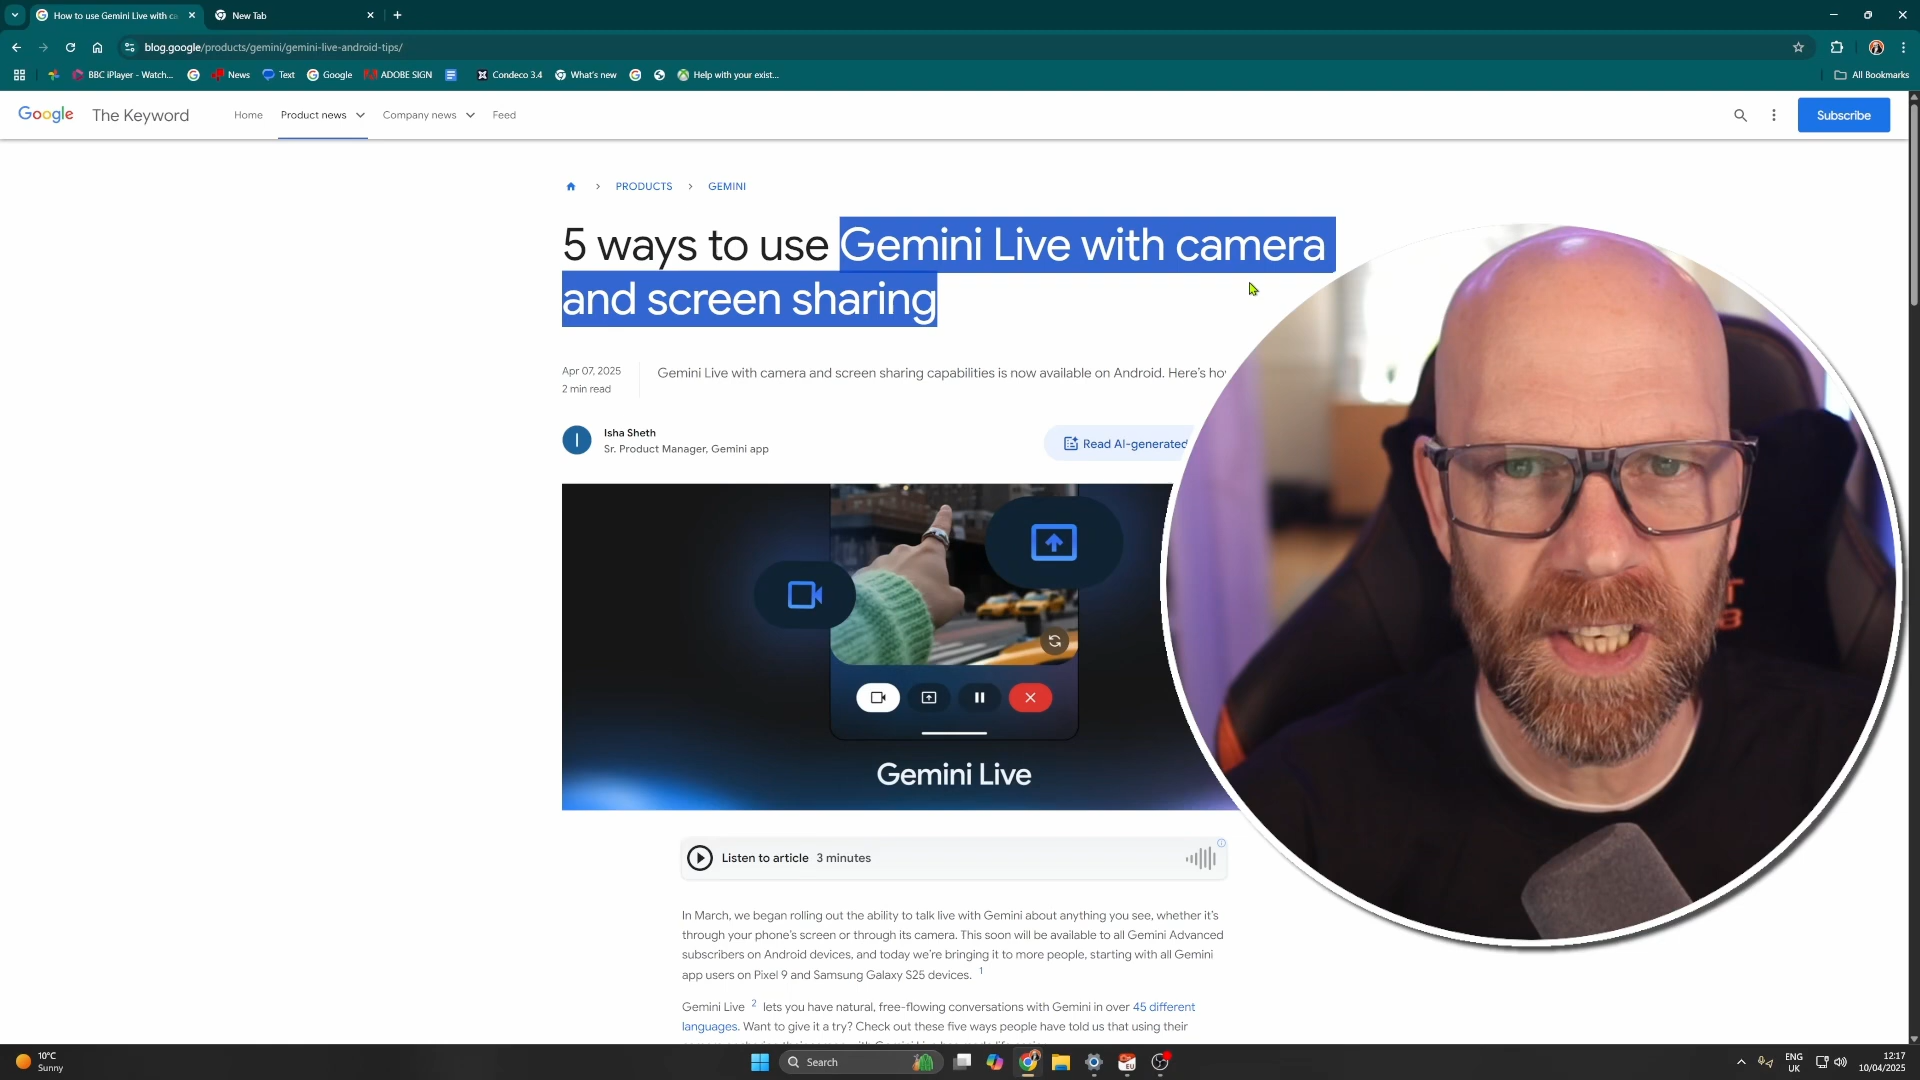 How to use Gemini Live with ca
New Tab
blog.google/products/gemini/gemini-live-android-tips/
BBC iPlayer - Watch...
News
Text
Google
ADOBE SIGN
Condeco 3.4
What's new
Help with your exist...
All Bookmarks
Google The Keyword
Home
Product news
Company news
Feed
Subscribe
PRODUCTS
GEMINI
5 ways to use Gemini Live with camera
and screen sharing
Apr 07, 2025
2 min read
Gemini Live with camera and screen sharing capabilities is now available on Android. Here's how
I
Isha Sheth
Sr. Product Manager, Gemini app
Read AI-generated
Gemini Live
Listen to article 3 minutes
In March, we began rolling out the ability to talk live with Gemini about anything you see, whether it's
through your phone's screen or through its camera. This soon will be available to all Gemini Advanced
subscribers on Android devices, and today we're bringing it to more people, starting with all Gemini
app users on Pixel 9 and Samsung Galaxy S25 devices. 1
Gemini Live 2 lets you have natural, free-flowing conversations with Gemini in over 45 different
languages. Want to give it a try? Check out these five ways people have told us that using their
10°C
Sunny
Search
EU
ENG
UK
12:17
10/04/2025